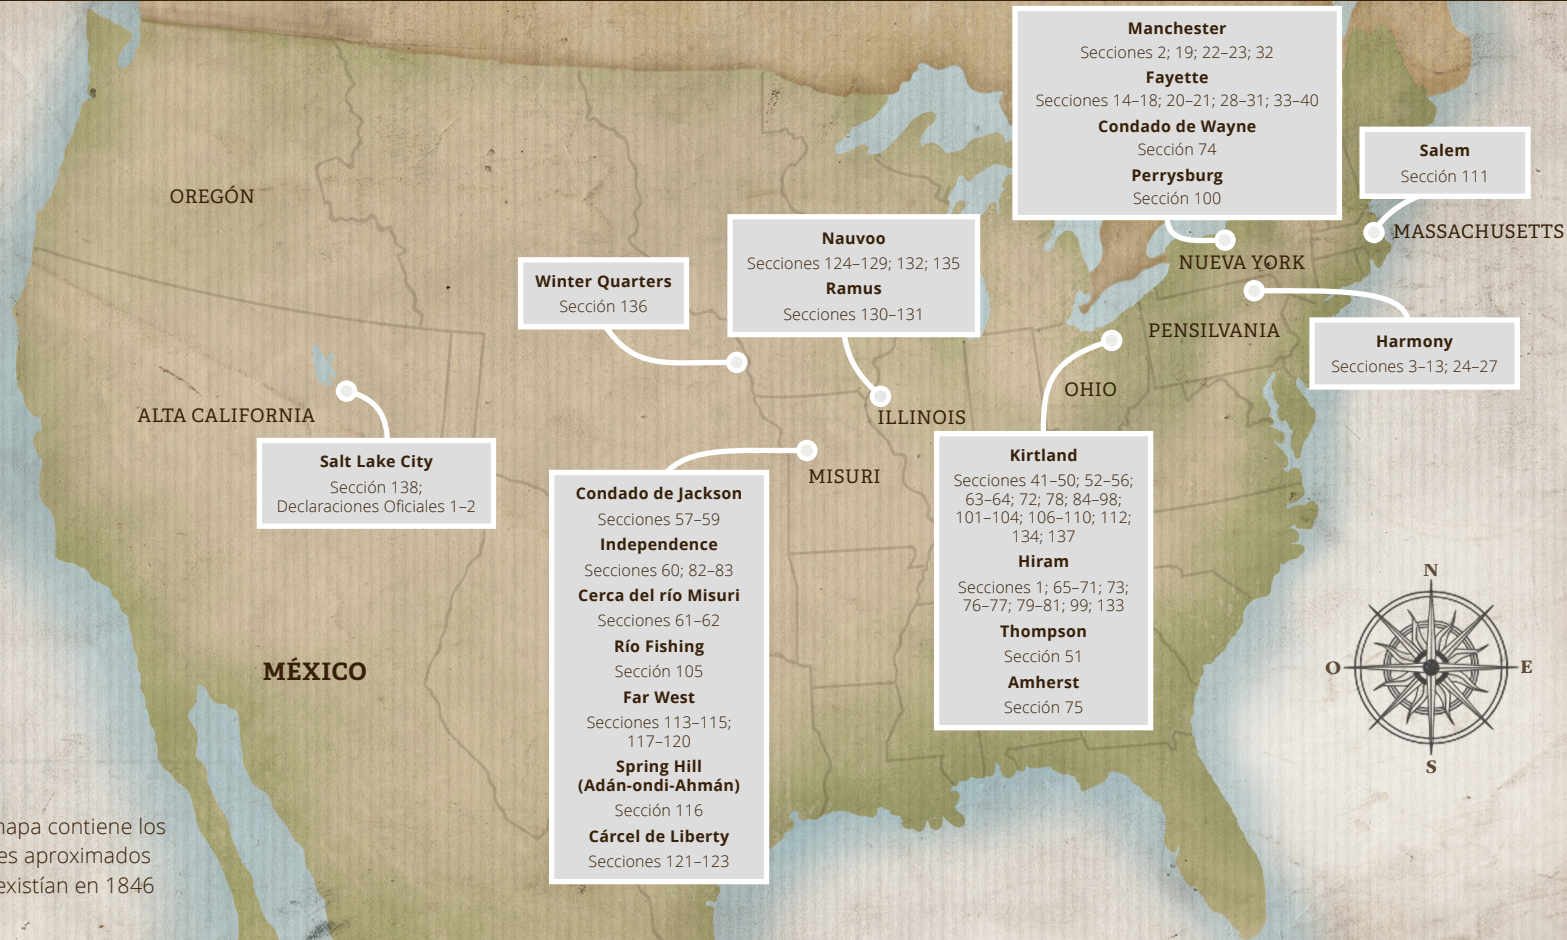 Manchester
Secciones 2; 19; 22–23; 32
Fayette
Secciones 14–18; 20–21; 28–31; 33–40
Condado de Wayne
Sección 74
Perrysburg
Sección 100
Salem
Sección 111
OREGÓN
MASSACHUSETTS
Nauvoo
Secciones 124–129; 132; 135
Ramus
Secciones 130–131
NUEVA YORK
Winter Quarters
Sección 136
PENSILVANIA
Harmony
Secciones 3–13; 24–27
OHIO
ALTA CALIFORNIA
ILLINOIS
Salt Lake City
Sección 138;
Declaraciones Oficiales 1–2
MISURI
Condado de Jackson
Secciones 57–59
Independence
Secciones 60; 82–83
Cerca del río Misuri
Secciones 61–62
Río Fishing
Sección 105
Far West
Secciones 113–115;
117–120
Spring Hill
(Adán-ondi-Ahmán)
Sección 116
Cárcel de Liberty
Secciones 121–123
Kirtland
Secciones 41–50; 52–56;
63–64; 72; 78; 84–98;
101–104; 106–110; 112;
134; 137
Hiram
Secciones 1; 65–71; 73;
76–77; 79–81; 99; 133
Thompson
Sección 51
Amherst
Sección 75
MÉXICO
N
O
E
S
contiene los
aproximados
existían en 1846